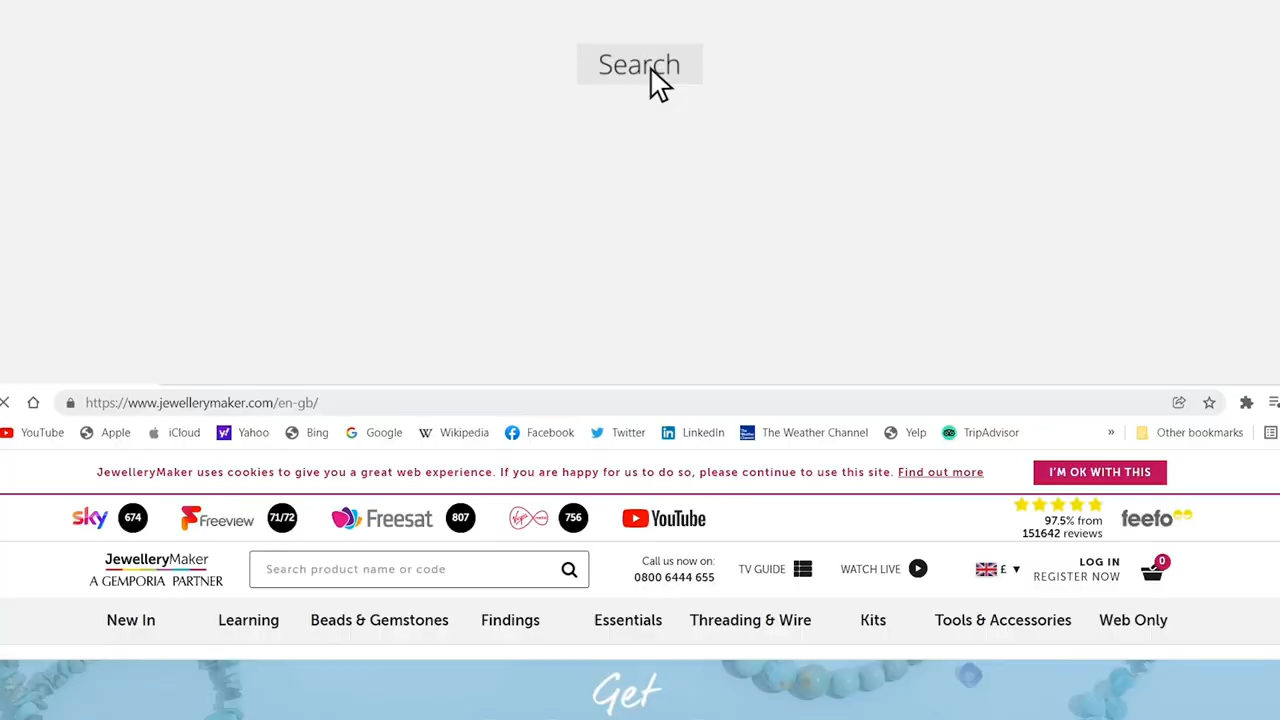 Search
https://www.jewellerymaker.com/en-gb/
YouTube Apple iCloud Yahoo Bing Google Wikipedia Facebook Twitter LinkedIn The Weather Channel Yelp TripAdvisor » Other bookmarks
JewelleryMaker uses cookies to give you a great web experience. If you are happy for us to do so, please continue to use this site. Find out more I'M OK WITH THIS
sky 674 Freeview 71/72 Freesat 807 Virgin media 756 YouTube
97.5% from
151642 reviews
feefo
JewelleryMaker
A GEMPORIA PARTNER
Search product name or code
Call us now on:
0800 6444 655
TV GUIDE WATCH LIVE £ ▼
LOG IN
REGISTER NOW
0
New In Learning Beads & Gemstones Findings Essentials Threading & Wire Kits Tools & Accessories Web Only
Get